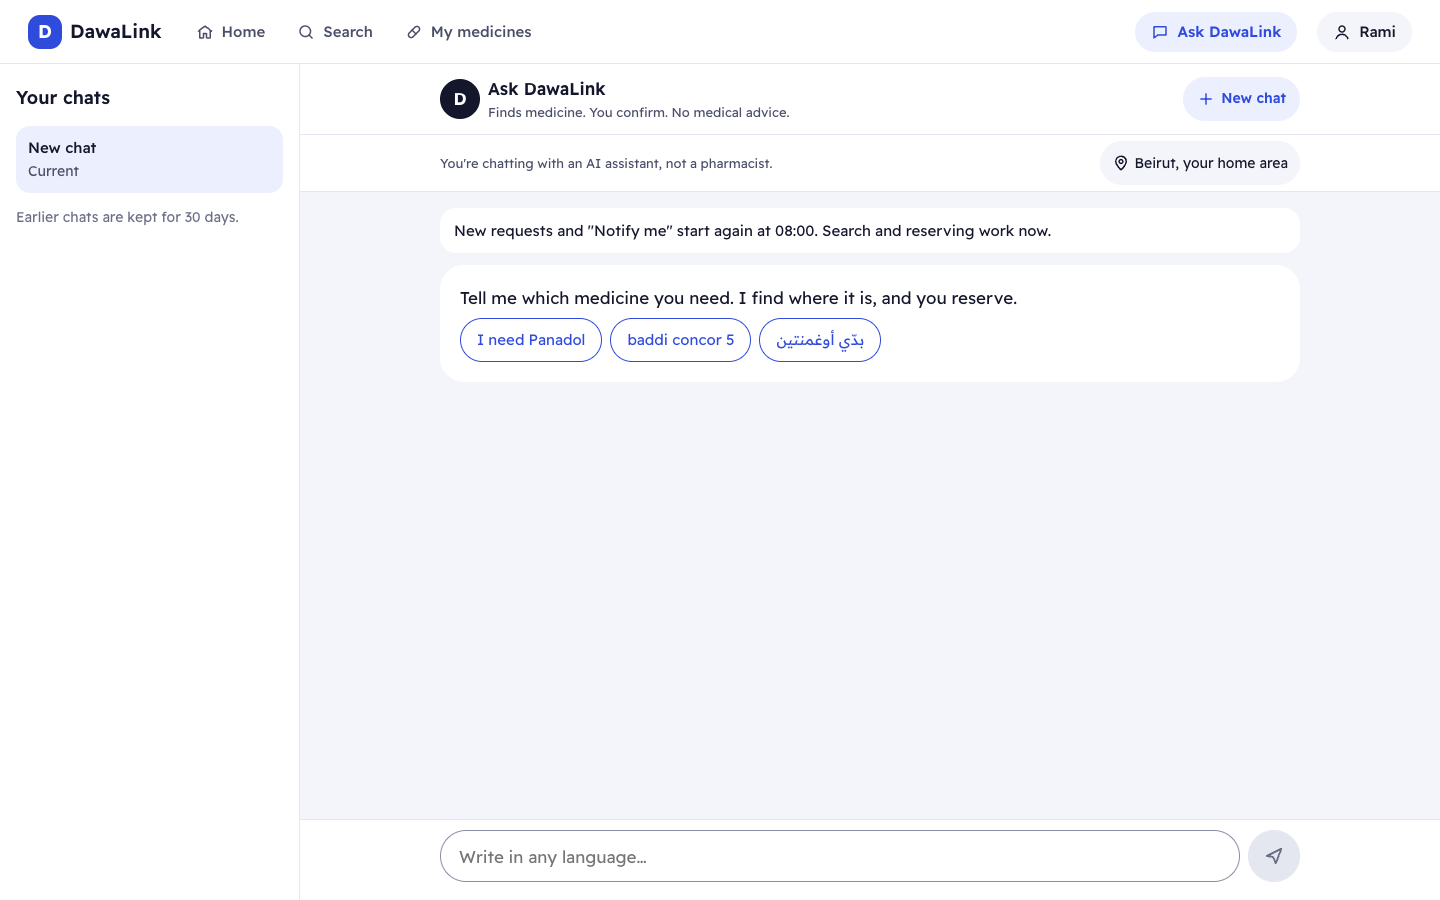 D DawaLink Home Search My medicines Ask DawaLink Rami
Your chats
New chat
Current
Earlier chats are kept for 30 days.
D
Ask DawaLink
Finds medicine. You confirm. No medical advice.
New chat
You're chatting with an AI assistant, not a pharmacist.
Beirut, your home area
New requests and "Notify me" start again at 08:00. Search and reserving work now.
Tell me which medicine you need. I find where it is, and you reserve.
I need Panadol baddi concor 5 بدّي أوغمنتين
Write in any language...